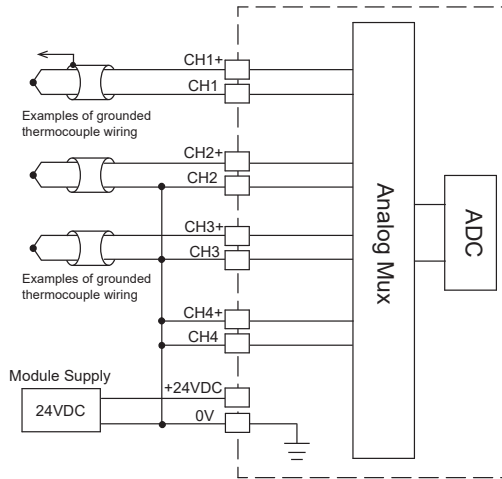 CH1+
CH1
Examples of grounded
thermocouple wiring
CH2+
CH2
CH3+
CH3
Examples of grounded
thermocouple wiring
CH4+
CH4
Module Supply
24VDC
+24VDC
0V
Analog Mux
ADC